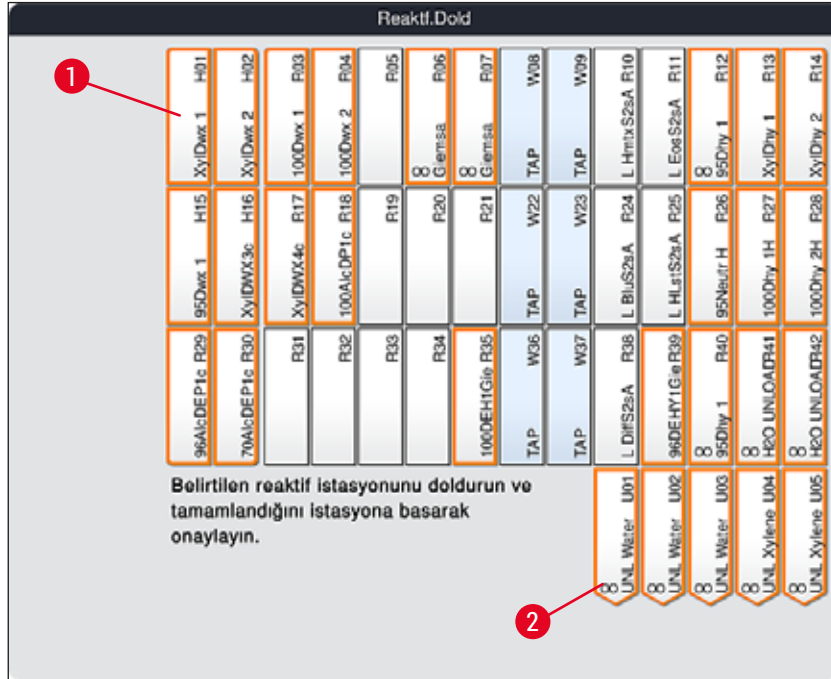 Reaktf.Dold
1
XylDwx 1 H01
XylDwx 2 H02
100Dwx 1 R03
100Dwx 2 R04
R05
∞ Giemsa R06
∞ Giemsa R07
TAP W08
TAP W09
L HmtxS2sA R10
L EosS2sA R11
∞ 95Dhy 1 R12
XylDhy 1 R13
XylDhy 2 R14
95Dwx 1 H15
XylDWX3c H16
XylDWX4c R17
100AlcDP1c R18
R19
R20
R21
TAP W22
TAP W23
L BluS2sA R24
L HLstS2sA R25
95Neutr H R26
100Dhy 1H R27
100Dhy 2H R28
96AlcDEP1c R29
70AlcDEP1c R30
R31
R32
R33
R34
100DEH1Gie R35
TAP W36
TAP W37
L DiffS2sA R38
96DEHY1Gie R39
∞ 95Dhy 1 R40
∞ H2O UNLOAD R41
∞ H2O UNLOAD R42
Belirtilen reaktif istasyonunu doldurun ve
tamamlandığını istasyona basarak
onaylayın.
∞ UNL Water U01
∞ UNL Water U02
∞ UNL Water U03
∞ UNL Xylene U04
∞ UNL Xylene U05
2